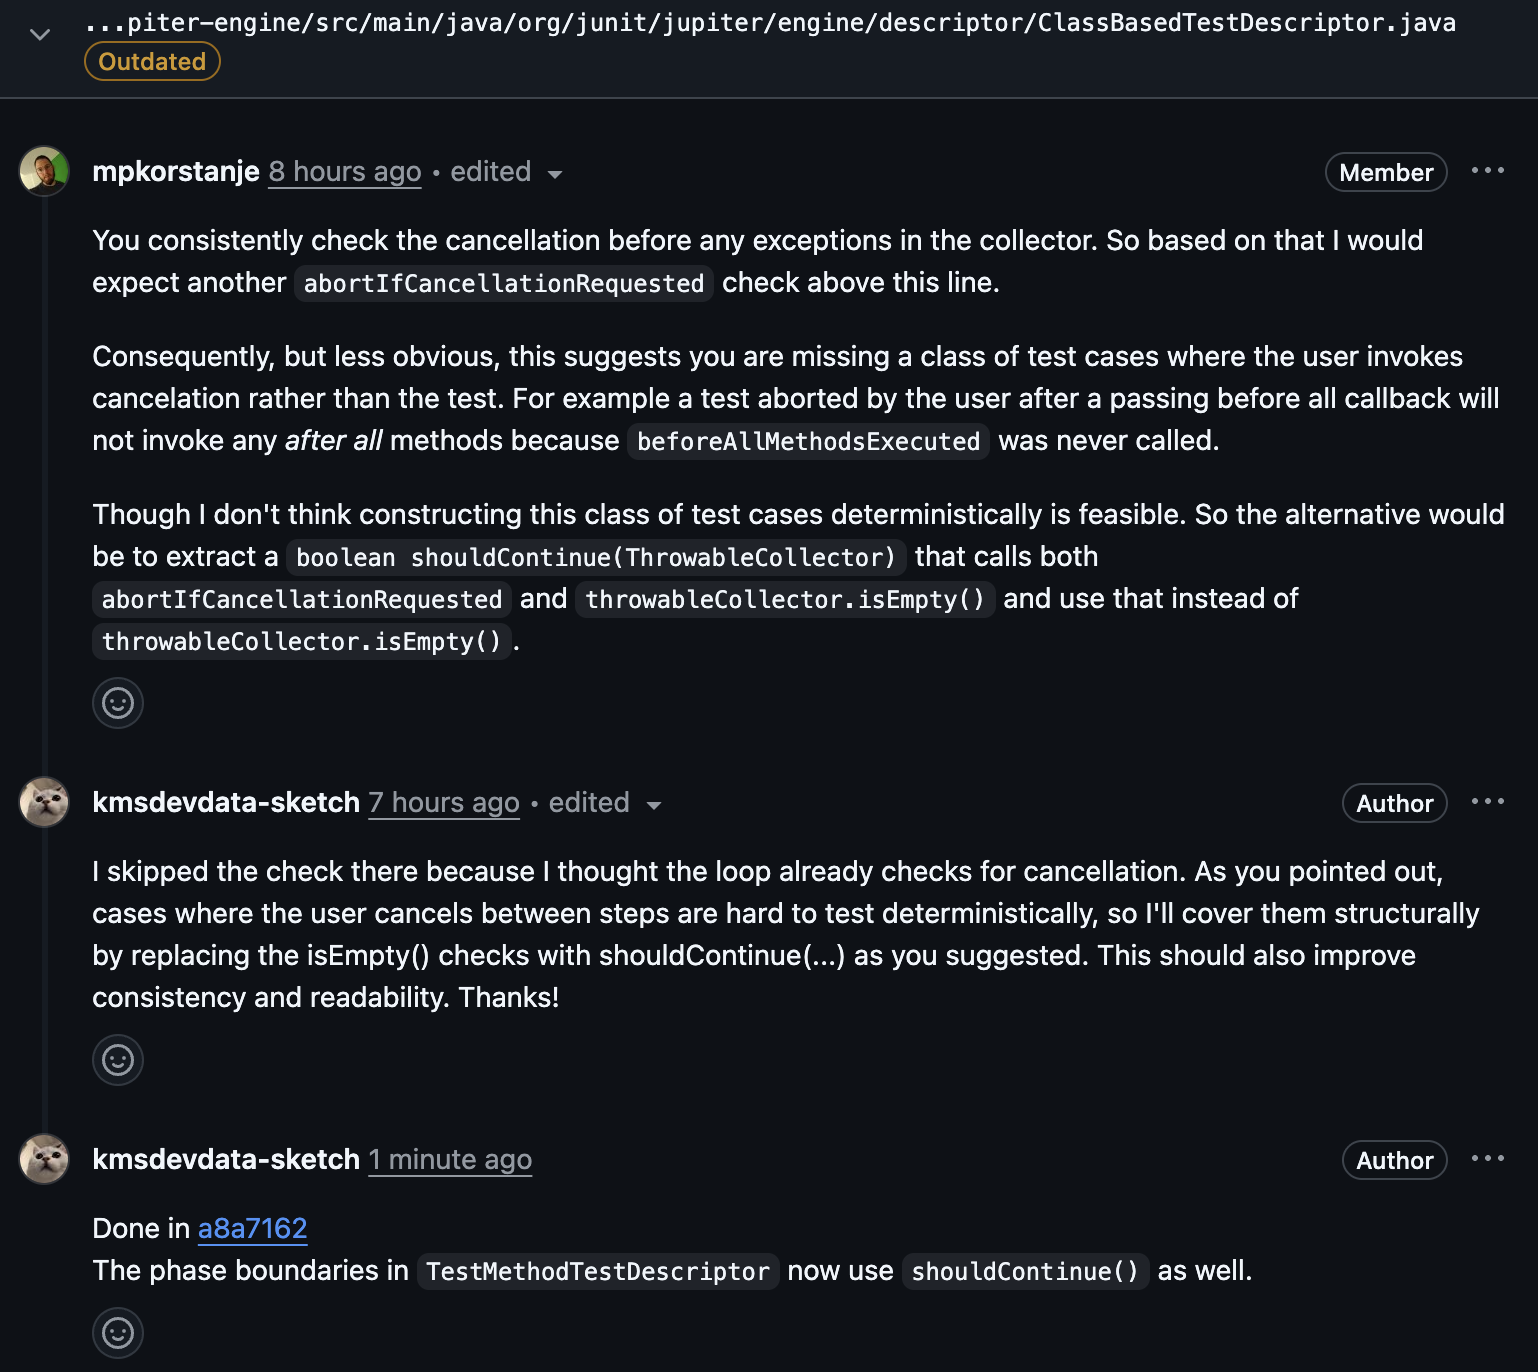 ...piter-engine/src/main/java/org/junit/jupiter/engine/descriptor/ClassBasedTestDescriptor.java
Outdated
mpkorstanje 8 hours ago • edited
Member
You consistently check the cancellation before any exceptions in the collector. So based on that I would
expect another abortIfCancellationRequested check above this line.
Consequently, but less obvious, this suggests you are missing a class of test cases where the user invokes
cancelation rather than the test. For example a test aborted by the user after a passing before all callback will
not invoke any after all methods because beforeAllMethodsExecuted was never called.
Though I don't think constructing this class of test cases deterministically is feasible. So the alternative would
be to extract a boolean shouldContinue(ThrowableCollector) that calls both
abortIfCancellationRequested and throwableCollector.isEmpty() and use that instead of
throwableCollector.isEmpty().
kmsdevdata-sketch 7 hours ago • edited
Author
I skipped the check there because I thought the loop already checks for cancellation. As you pointed out,
cases where the user cancels between steps are hard to test deterministically, so I'll cover them structurally
by replacing the isEmpty() checks with shouldContinue(...) as you suggested. This should also improve
consistency and readability. Thanks!
kmsdevdata-sketch 1 minute ago
Author
Done in a8a7162
The phase boundaries in TestMethodTestDescriptor now use shouldContinue() as well.